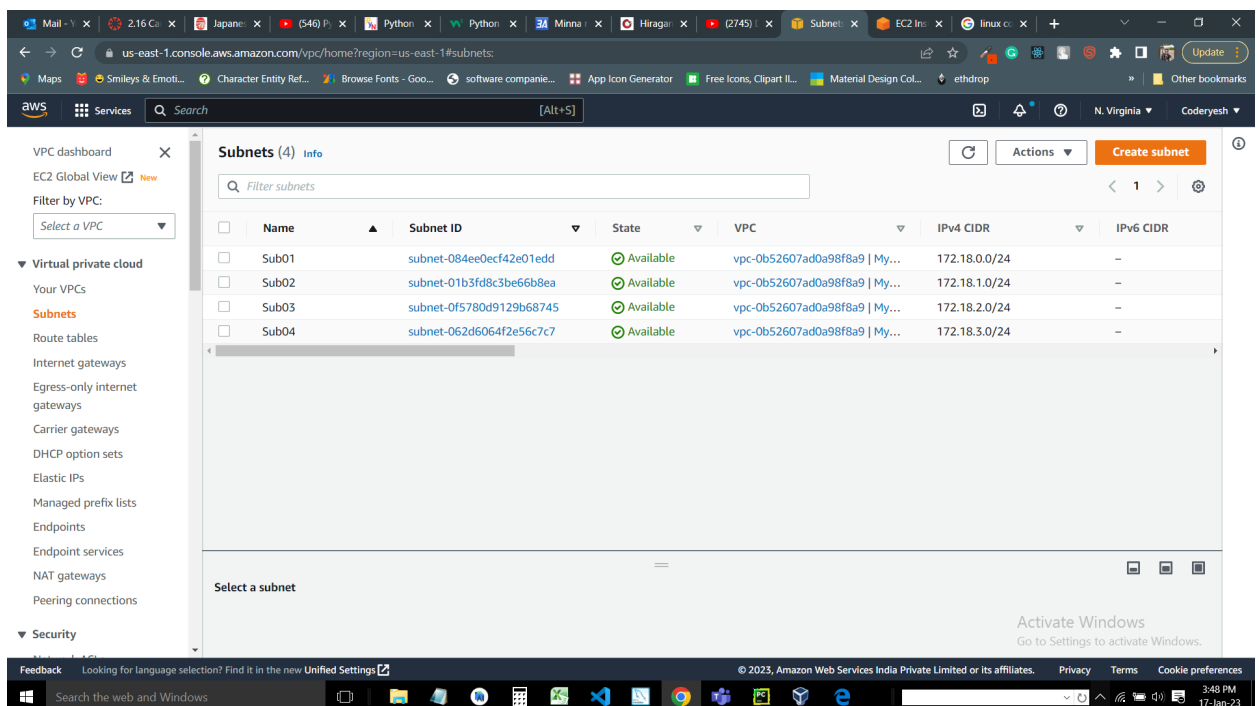 Mail - Y
2.16 Ca
Japanes
(546) Py
Python
Python
Minna
Hiragan
(2745)
Subnets
EC2 Ins
linux co
us-east-1.console.aws.amazon.com/vpc/home?region=us-east-1#subnets:
Update
Maps
Smileys & Emoti...
Character Entity Ref...
Browse Fonts - Goo...
software companie...
App Icon Generator
Free Icons, Clipart Il...
Material Design Col...
ethdrop
»
Other bookmarks
aws
Services
Search
[Alt+S]
N. Virginia
Coderyesh
VPC dashboard
EC2 Global View New
Filter by VPC:
Select a VPC
Virtual private cloud
Your VPCs
Subnets
Route tables
Internet gateways
Egress-only internet
gateways
Carrier gateways
DHCP option sets
Elastic IPs
Managed prefix lists
Endpoints
Endpoint services
NAT gateways
Peering connections
Security
Subnets (4) Info
Actions
Create subnet
Filter subnets
1
Name Subnet ID State VPC IPv4 CIDR IPv6 CIDR
Sub01 subnet-084ee0ecf42e01edd Available vpc-0b52607ad0a98f8a9 | My... 172.18.0.0/24 –
Sub02 subnet-01b3fd8c3be66b8ea Available vpc-0b52607ad0a98f8a9 | My... 172.18.1.0/24 –
Sub03 subnet-0f5780d9129b68745 Available vpc-0b52607ad0a98f8a9 | My... 172.18.2.0/24 –
Sub04 subnet-062d6064f2e56c7c7 Available vpc-0b52607ad0a98f8a9 | My... 172.18.3.0/24 –
Select a subnet
Activate Windows
Go to Settings to activate Windows.
Feedback
Looking for language selection? Find it in the new Unified Settings
© 2023, Amazon Web Services India Private Limited or its affiliates.
Privacy
Terms
Cookie preferences
Search the web and Windows
3:48 PM
17-Jan-23